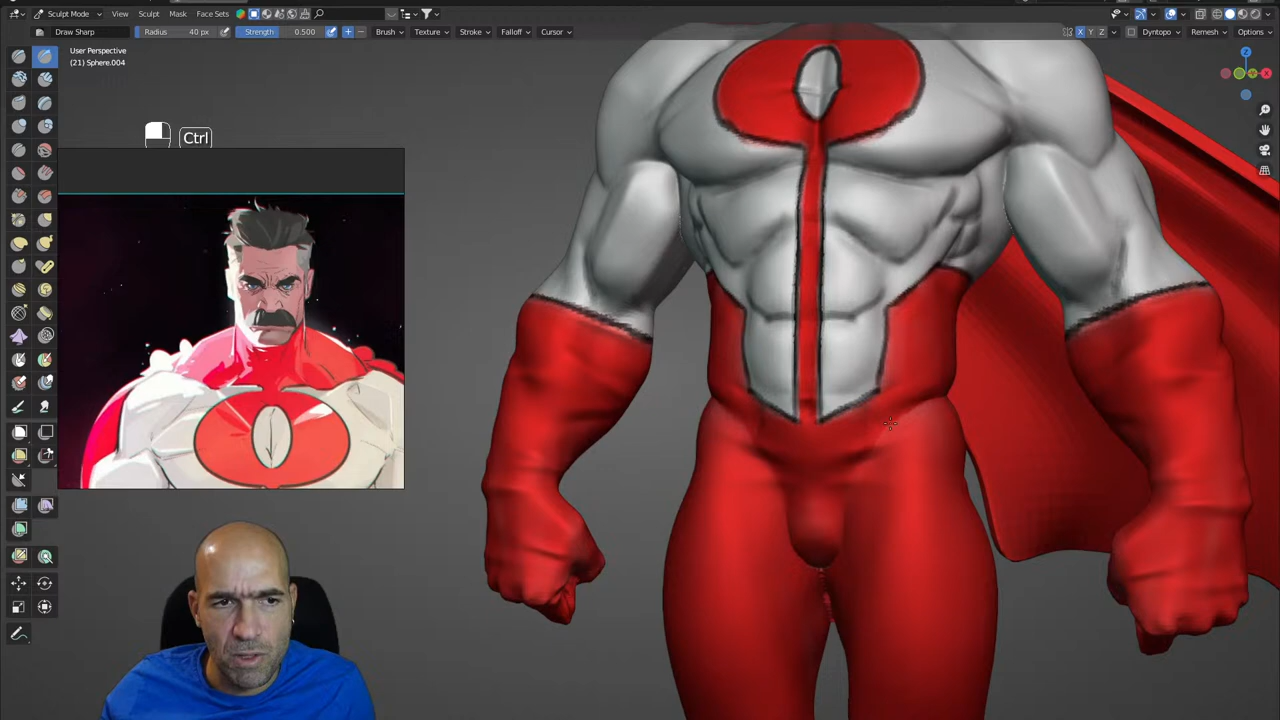 Sculpt Mode View Sculpt Mask Face Sets
Draw Sharp Radius 40 px Strength 0.500 Brush Texture Stroke Falloff Cursor X Y Z Dyntopo Remesh Options
User Perspective
(21) Sphere.004
Z
X
Ctrl